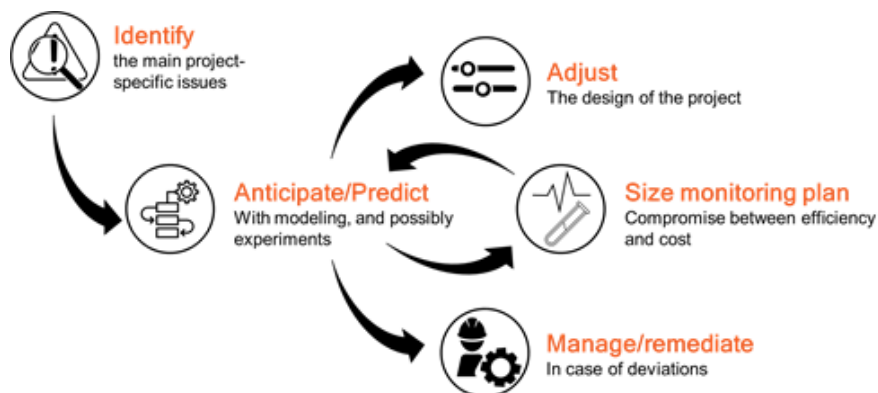 Identify
the main project-
specific issues
Adjust
The design of the project
Anticipate/Predict
With modeling, and possibly
experiments
Size monitoring plan
Compromise between efficiency
and cost
Manage/remediate
In case of deviations